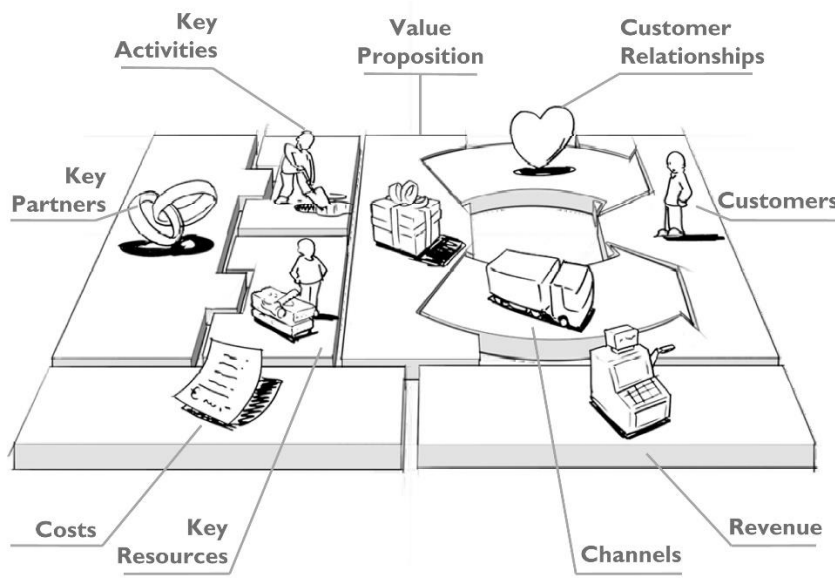 Key
Activities
Value
Proposition
Customer
Relationships
Key
Partners
Customers
Costs
Key
Resources
Channels
Revenue